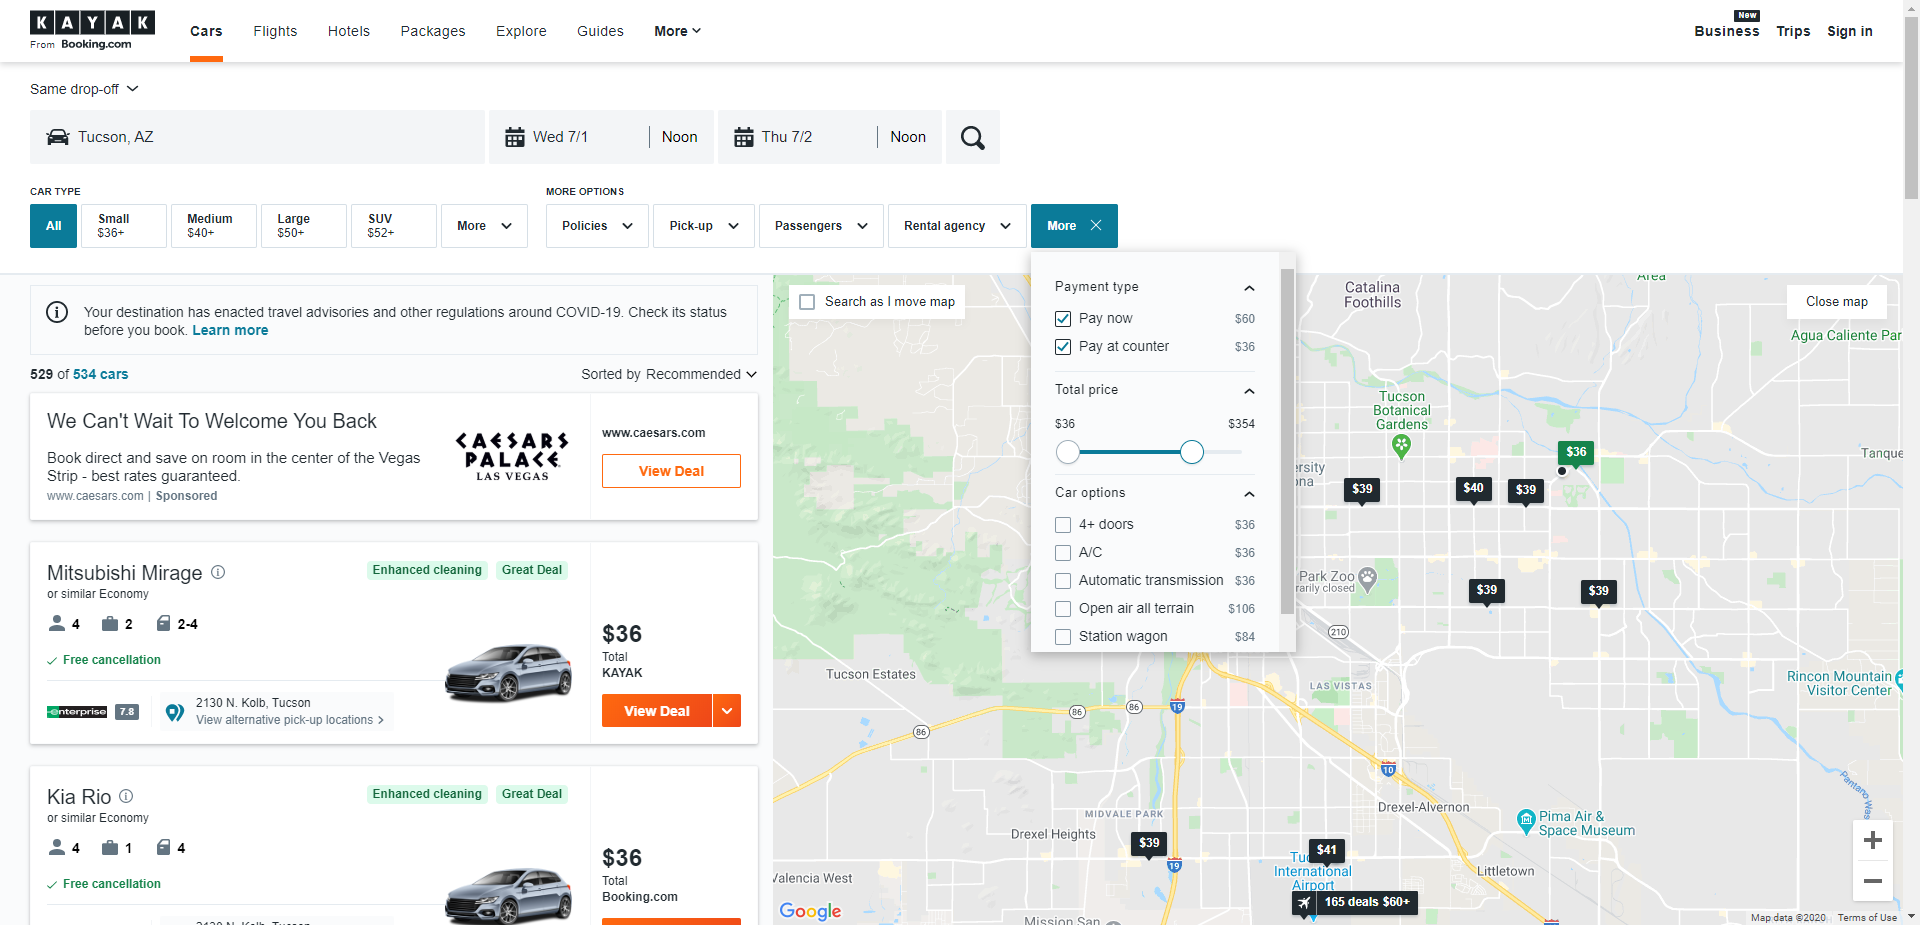 KAYAK
From Booking.com
Cars
Flights
Hotels
Packages
Explore
Guides
More
New
Business
Trips
Sign in
Same drop-off
Tucson, AZ
Wed 7/1
Noon
Thu 7/2
Noon
CAR TYPE
All
Small
$36+
Medium
$40+
Large
$50+
SUV
$52+
More
MORE OPTIONS
Policies
Pick-up
Passengers
Rental agency
More
Your destination has enacted travel advisories and other regulations around COVID-19. Check its status
before you book. Learn more
529 of 534 cars
Sorted by Recommended
We Can't Wait To Welcome You Back
Book direct and save on room in the center of the Vegas
Strip - best rates guaranteed.
www.caesars.com | Sponsored
CAESARS
PALACE
LAS VEGAS
www.caesars.com
View Deal
Mitsubishi Mirage
or similar Economy
Enhanced cleaning
Great Deal
4
2
2-4
Free cancellation
enterprise
7.8
2130 N. Kolb, Tucson
View alternative pick-up locations
$36
Total
KAYAK
View Deal
Kia Rio
or similar Economy
Enhanced cleaning
Great Deal
4
1
4
Free cancellation
$36
Total
Booking.com
Search as I move map
Payment type
Pay now
$60
Pay at counter
$36
Total price
$36
$354
Car options
4+ doors
$36
A/C
$36
Automatic transmission
$36
Open air all terrain
$106
Station wagon
$84
Close map
Area
Catalina
Foothills
Agua Caliente Par
Tucson
Botanical
Gardens
Tanque
$36
$39
$40
$39
ersity
ona
$39
$39
Park Zoo
rarily closed
210
Tucson Estates
LAS VISTAS
Rincon Mountain
Visitor Center
86
86
19
86
10
Pantano Was
Drexel-Alvernon
MIDVALE PARK
Drexel Heights
Pima Air &
Space Museum
$39
19
$41
Tuc
International
Airport
Littletown
Valencia West
165 deals $60+
Google
Mission San
Map data ©2020
Terms of Use